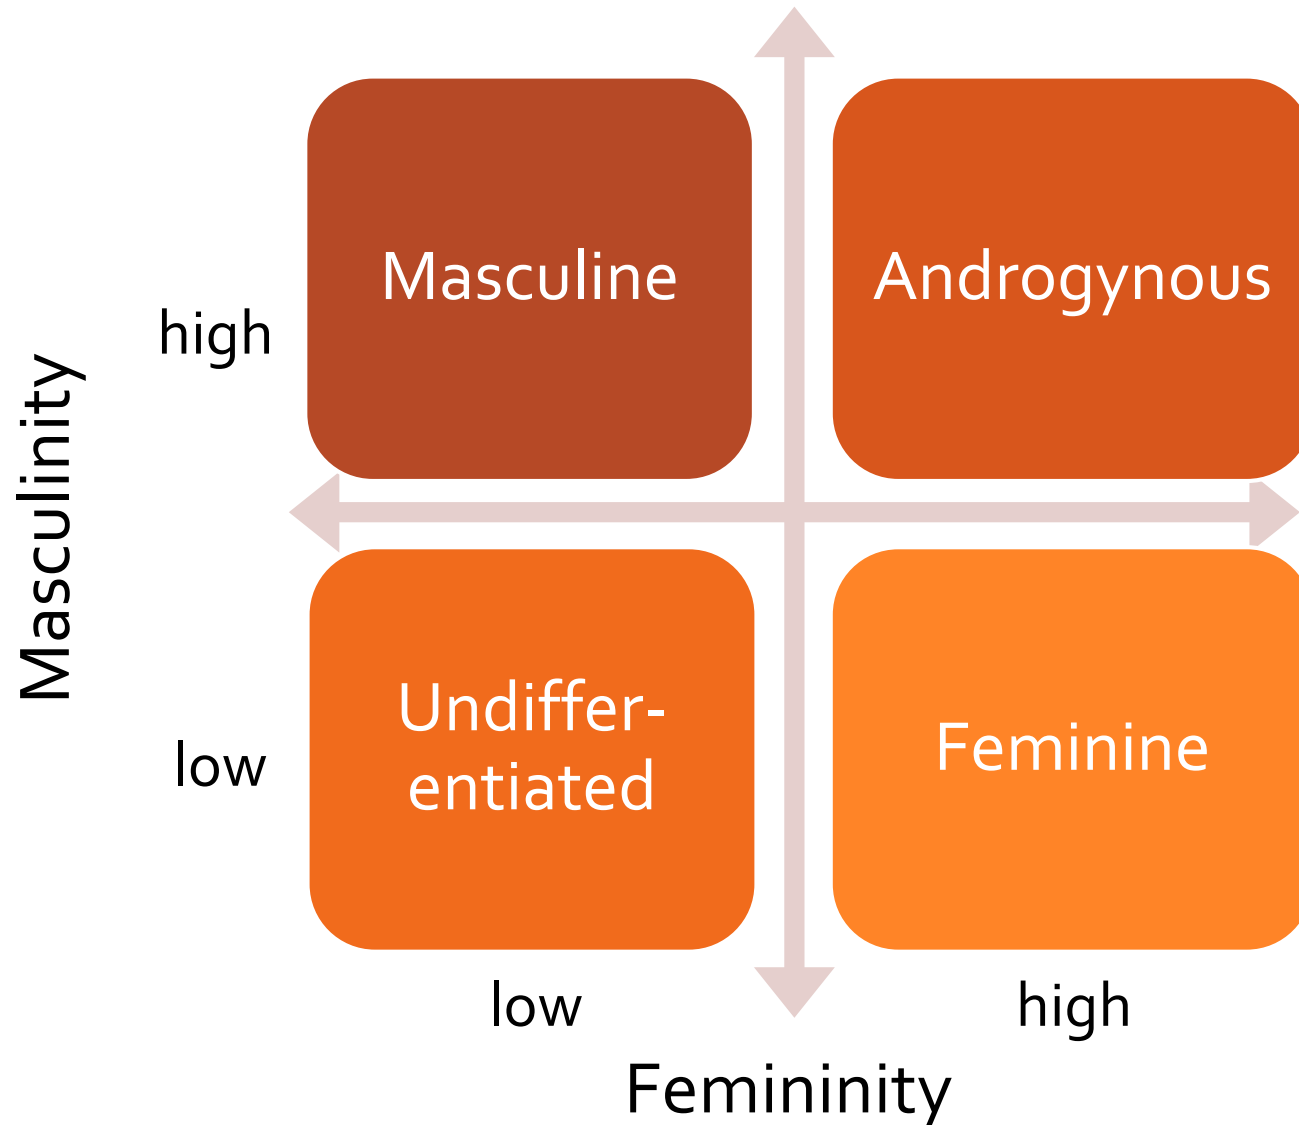 Masculine
Androgynous
high
Masculinity
Undiffer-
entiated
Feminine
low
low
high
Femininity